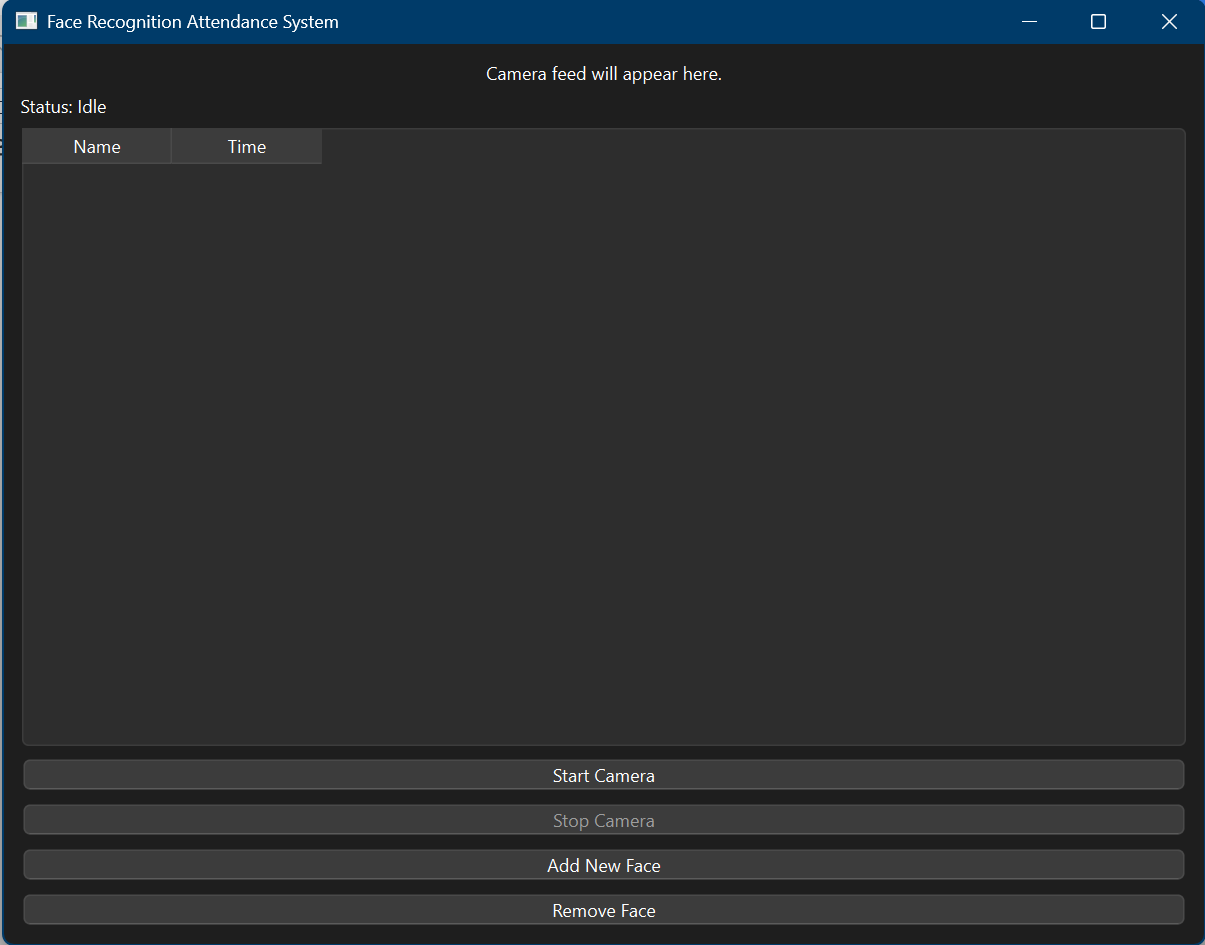 Face Recognition Attendance System
Camera feed will appear here.
Status: Idle
Name Time
Start Camera
Stop Camera
Add New Face
Remove Face